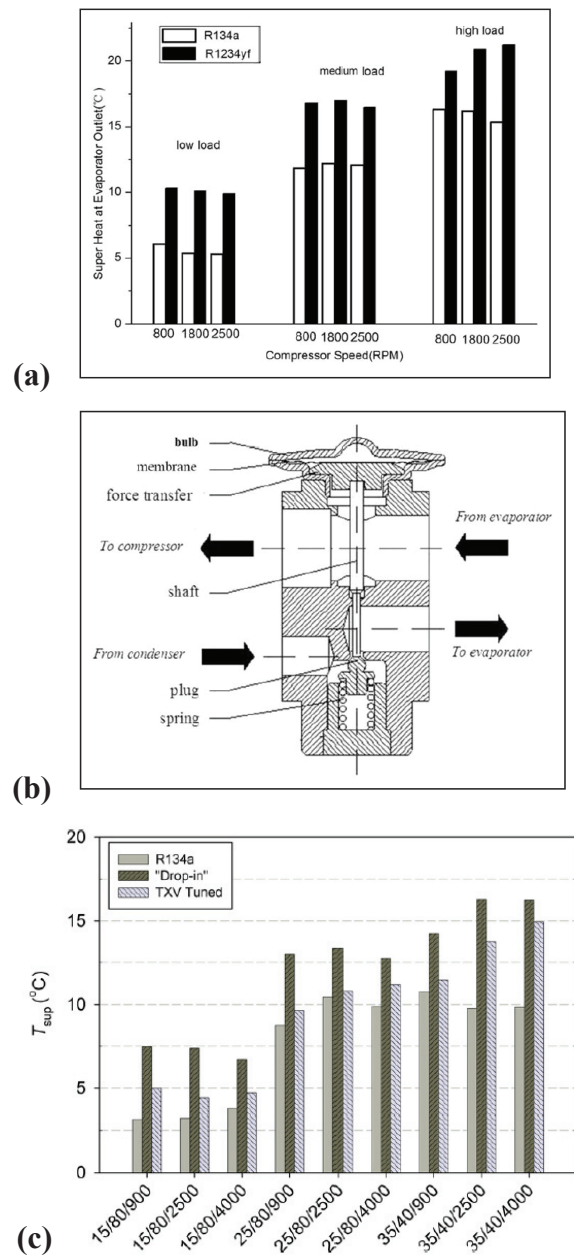 R134a
R1234yf
high load
medium load
low load
Super Heat at Evaporator Outlet(℃)
20
15
10
5
0
800 1800 2500 800 1800 2500 800 1800 2500
Compressor Speed(RPM)
(a)
bulb
membrane
force transfer
From evaporator
To compressor
shaft
From condenser
To evaporator
plug
spring
(b)
20
R134a
"Drop-in"
TXV Tuned
15
Tsup (°C)
10
5
0
15/80/900 15/80/2500 15/80/4000 25/80/900 25/80/2500 25/80/4000 35/40/900 35/40/2500 35/40/4000
(c)